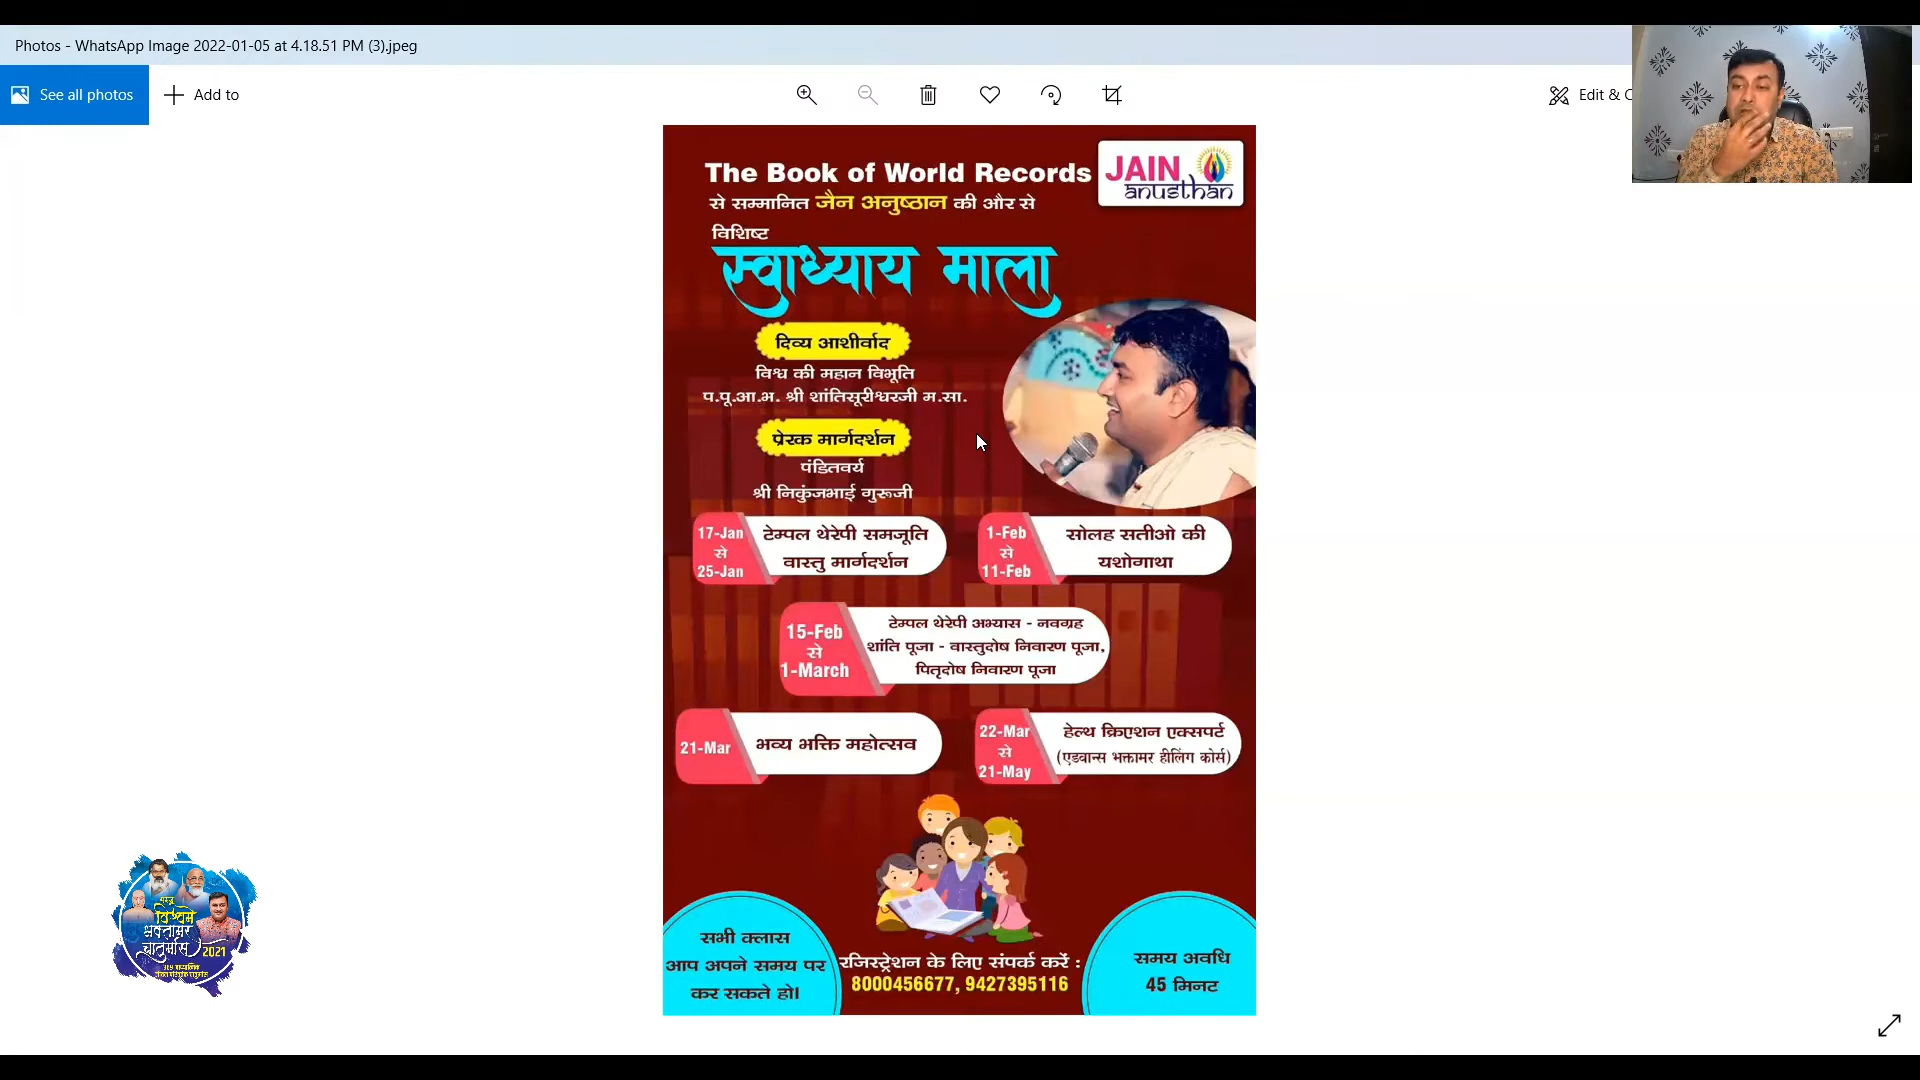 Photos - WhatsApp Image 2022-01-05 at 4.18.51 PM (3).jpeg
See all photos
Add to
Edit & C
The Book of World Records
से सम्मानित जैन अनुष्ठान की और से
JAIN
anusthan
विशिष्ट
स्वाध्याय माला
दिव्य आशीर्वाद
विश्व की महान विभूति
प.पू.आ.भ. श्री शांतिसूरीश्वरजी म.सा.
प्रेरक मार्गदर्शन
पंडितवर्य
श्री निकुंजभाई गुरूजी
17-Jan
से
25-Jan
टेम्पल थेरेपी समजूति
वास्तु मार्गदर्शन
1-Feb
से
11-Feb
सोलह सतीओ की
यशोगाथा
15-Feb
से
1-March
टेम्पल थेरेपी अभ्यास - नवग्रह
शांति पूजा - वास्तुदोष निवारण पूजा,
पितृदोष निवारण पूजा
21-Mar
भव्य भक्ति महोत्सव
22-Mar
से
21-May
हेल्थ क्रिएशन एक्सपर्ट
(एडवान्स भक्तामर हीलिंग कोर्स)
सभी क्लास
आप अपने समय पर
कर सकते हो।
रजिस्ट्रेशन के लिए संपर्क करें :
8000456677, 9427395116
समय अवधि
45 मिनट
विश्वमे
भक्तामर
चातुर्मास 2021